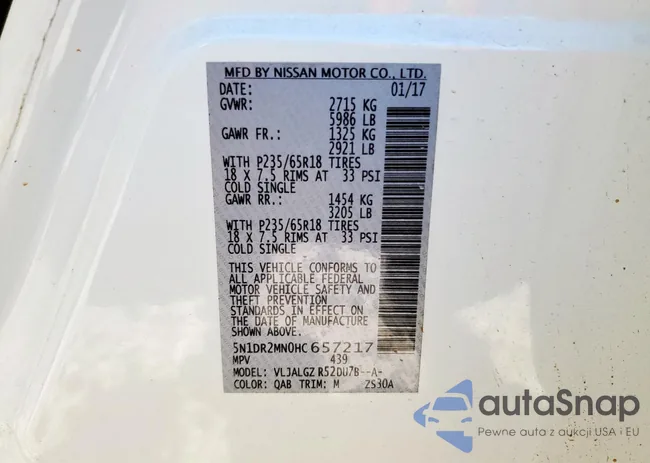 MFD BY NISSAN MOTOR CO., LTD.
DATE: 01/17
GVWR: 2715 KG
5986 LB
GAWR FR.: 1325 KG
2921 LB
WITH P235/65R18 TIRES
18 X 7.5 RIMS AT 33 PSI
COLD SINGLE
GAWR RR.: 1454 KG
3205 LB
WITH P235/65R18 TIRES
18 X 7.5 RIMS AT 33 PSI
COLD SINGLE
THIS VEHICLE CONFORMS TO
ALL APPLICABLE FEDERAL
MOTOR VEHICLE SAFETY AND
THEFT PREVENTION
STANDARDS IN EFFECT ON
THE DATE OF MANUFACTURE
SHOWN ABOVE
5N1DR2MN0HC 657217
MPV 439
MODEL: VLJALGZ R52DU7B--A-
COLOR: QAB TRIM: M ZS30A
autoSnap
Pewne auta z aukcji USA i EU